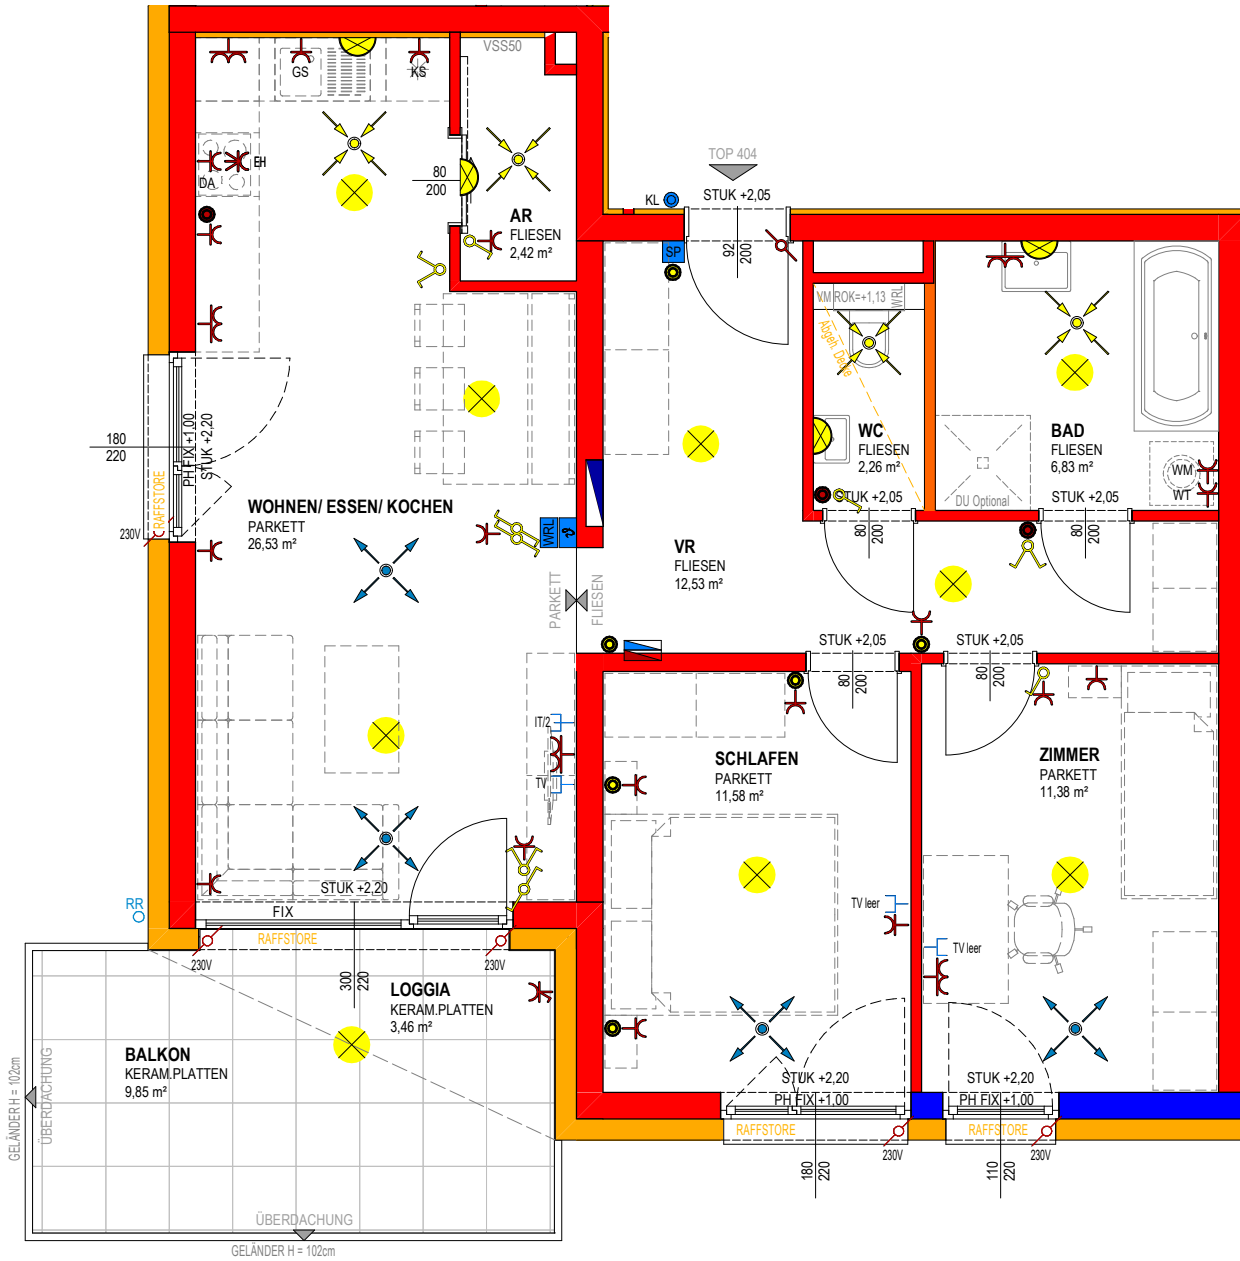 VSS50
GS
KS
EH
DA
80
200
AR
FLIESEN
2,42 m²
TOP 404
KL
STUK +2,05
SP
92
200
VM ROK=+1,13
WRL
Abgeh. Decke
WC
FLIESEN
2,26 m²
STUK +2,05
BAD
FLIESEN
6,83 m²
WM
WT
DU Optional
STUK +2,05
80
200
80
200
180
220
PH FIX +1,00
STUK +2,20
RAFFSTORE
230V
WOHNEN/ ESSEN/ KOCHEN
PARKETT
26,53 m²
WRL
VR
FLIESEN
12,53 m²
PARKETT
FLIESEN
STUK +2,05
80
200
STUK +2,05
80
200
IT/2
TV
SCHLAFEN
PARKETT
11,58 m²
ZIMMER
PARKETT
11,38 m²
TV leer
TV leer
STUK +2,20
FIX
RR
RAFFSTORE
230V
230V
300
220
LOGGIA
KERAM.PLATTEN
3,46 m²
BALKON
KERAM.PLATTEN
9,85 m²
GELÄNDER H = 102cm
ÜBERDACHUNG
STUK +2,20
PH FIX +1,00
RAFFSTORE
230V
180
220
STUK +2,20
PH FIX +1,00
RAFFSTORE
230V
110
220
ÜBERDACHUNG
GELÄNDER H = 102cm